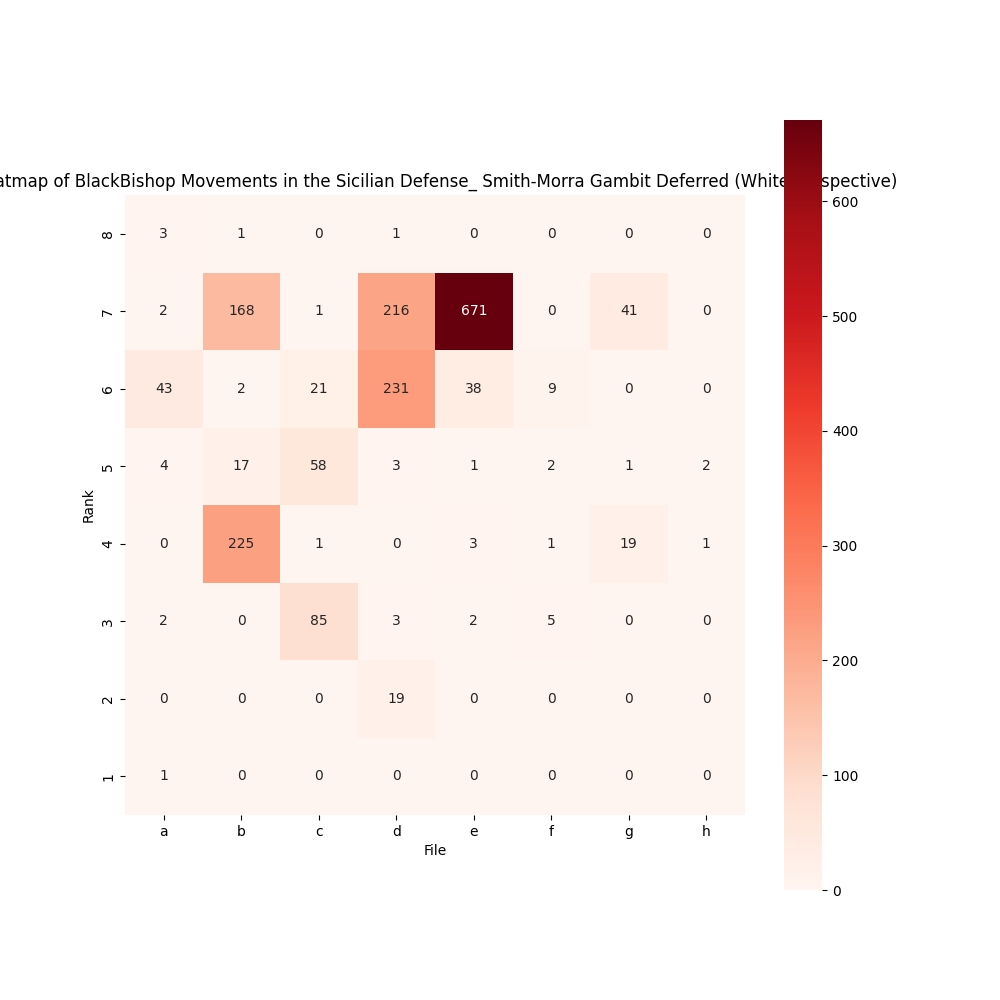 atmap of BlackBishop Movements in the Sicilian Defense_ Smith-Morra Gambit Deferred (White spective)
8 3 1 0 1 0 0 0 0
7 2 168 1 216 671 0 41 0
6 43 2 21 231 38 9 0 0
5 4 17 58 3 1 2 1 2
4 0 225 1 0 3 1 19 1
3 2 0 85 3 2 5 0 0
2 0 0 0 19 0 0 0 0
1 1 0 0 0 0 0 0 0
a b c d e f g h
File
Rank
600
500
400
300
200
100
0